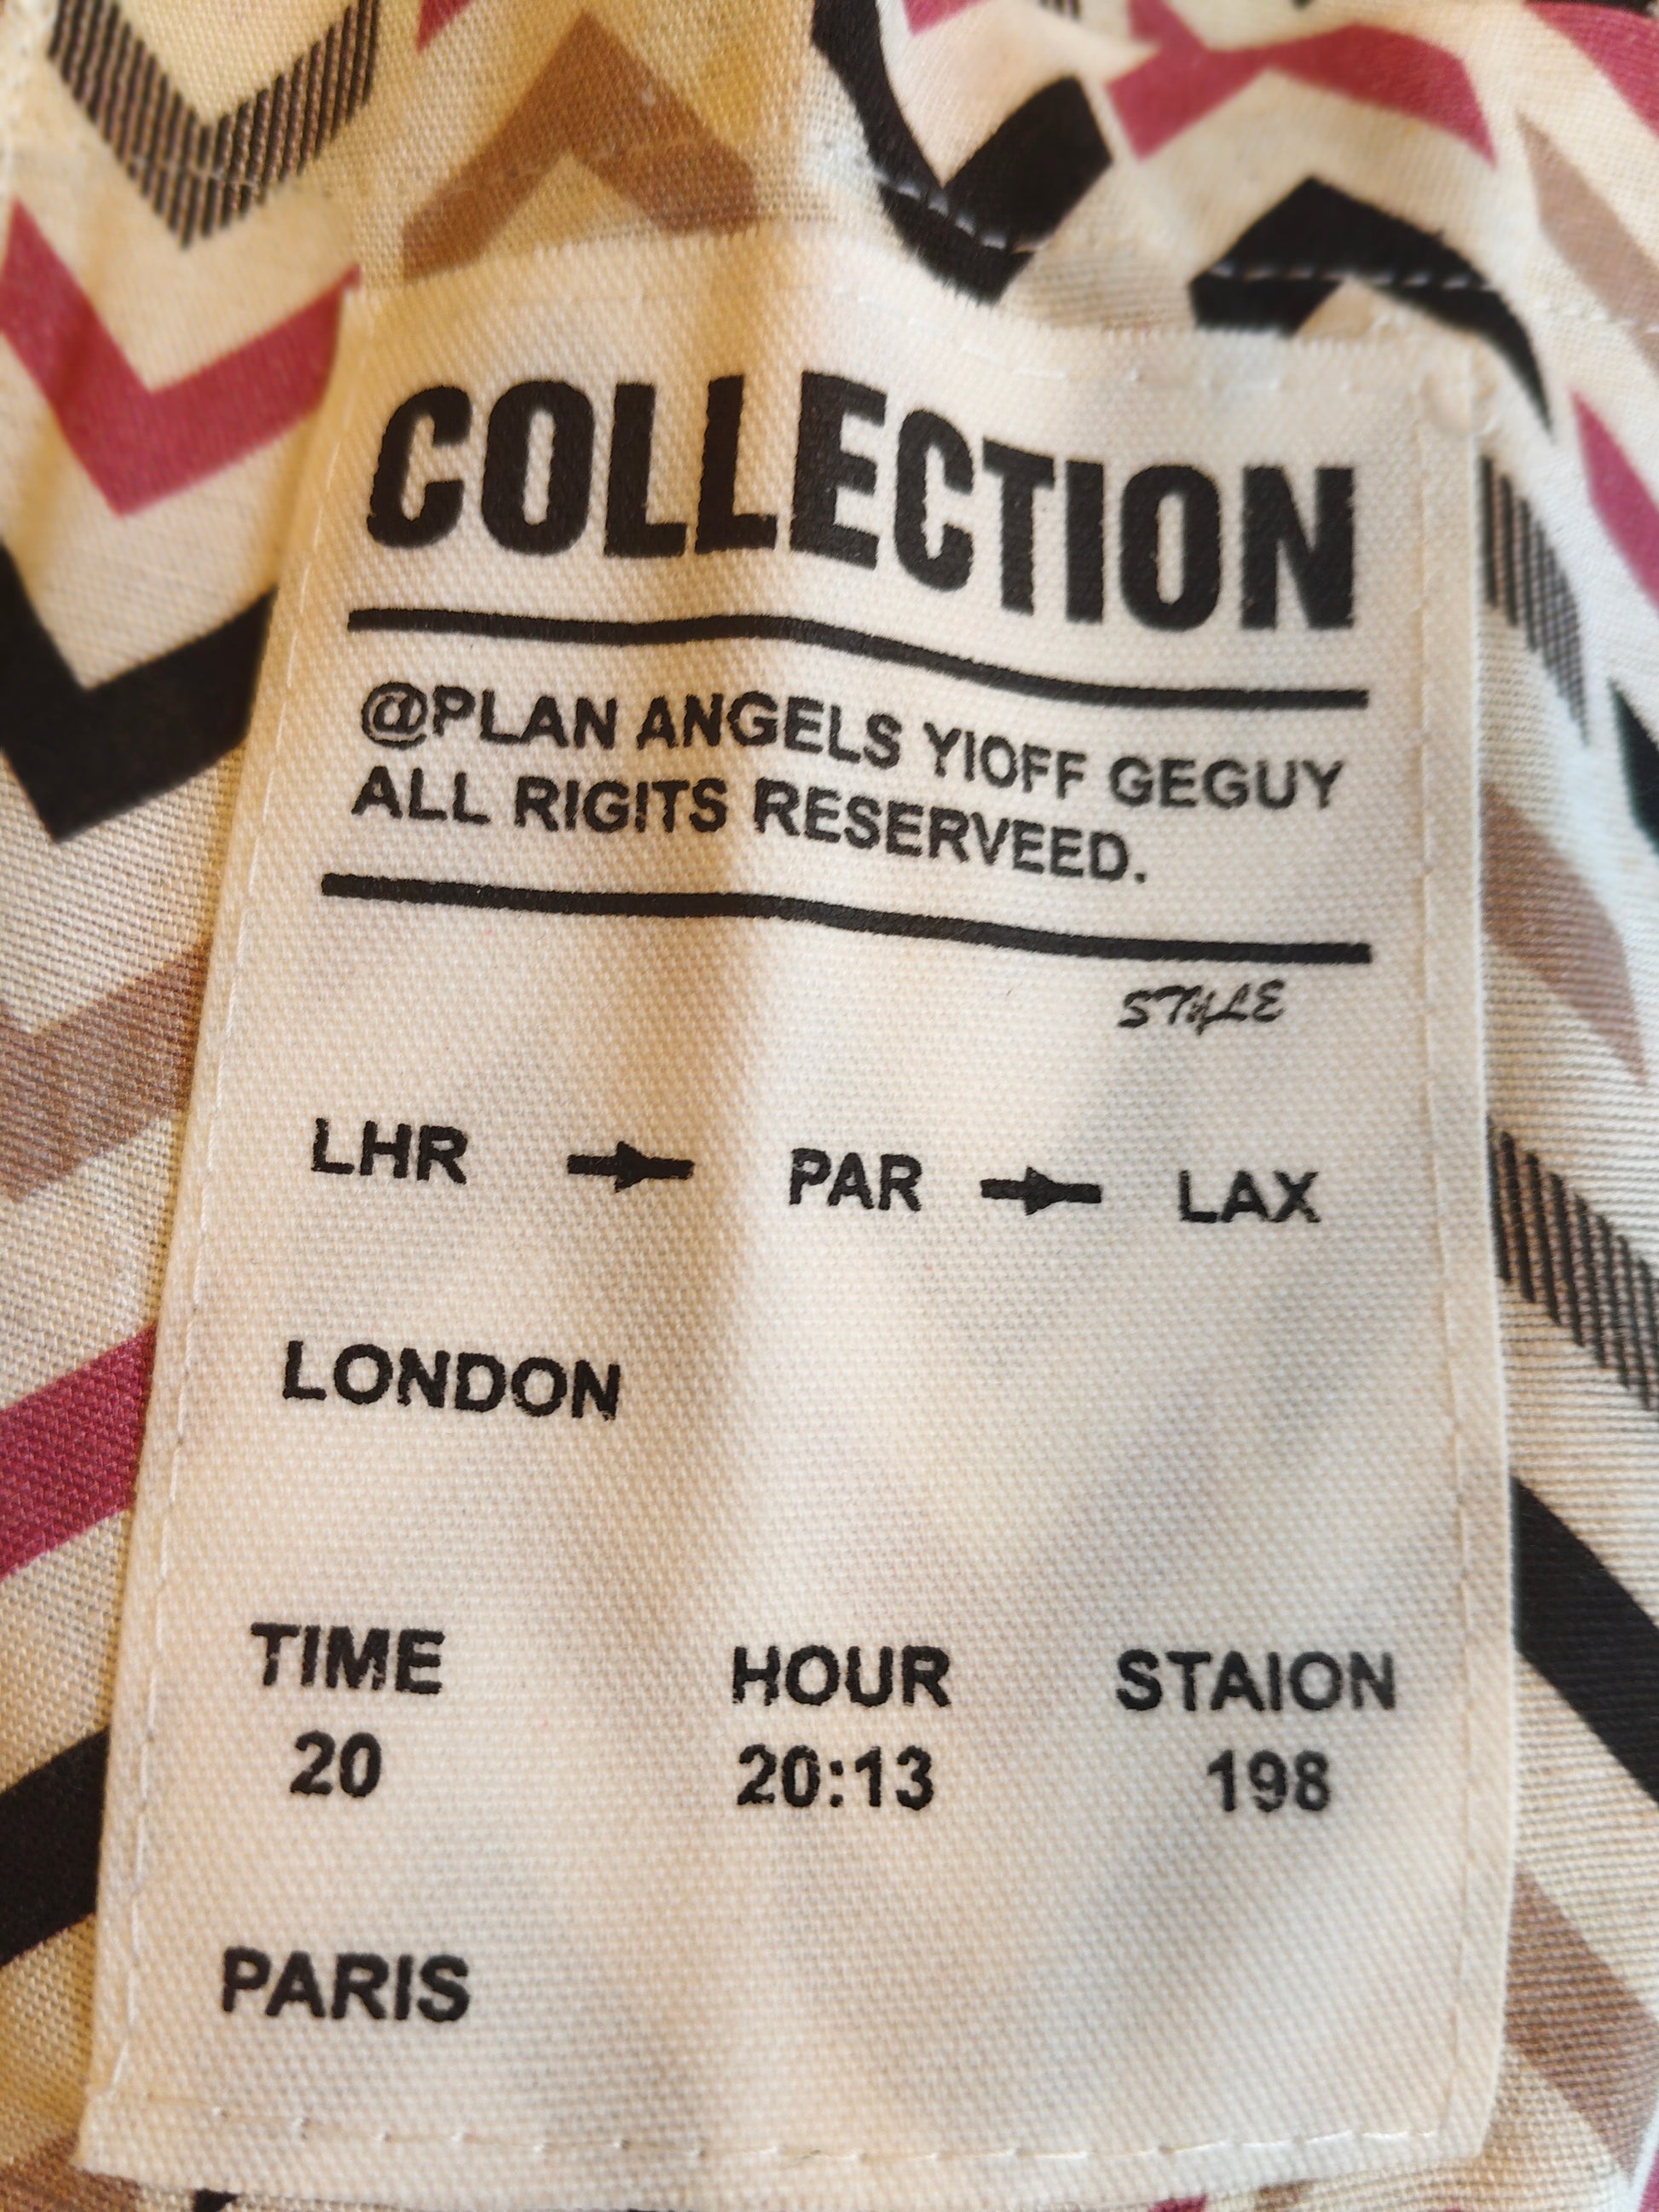 COLLECTION
@PLAN ANGELS YIOFF GEGUY
ALL RIGITS RESERVEED.
STYLE
LHR → PAR → LAX
LONDON
TIME HOUR STAION
20 20:13 198
PARIS